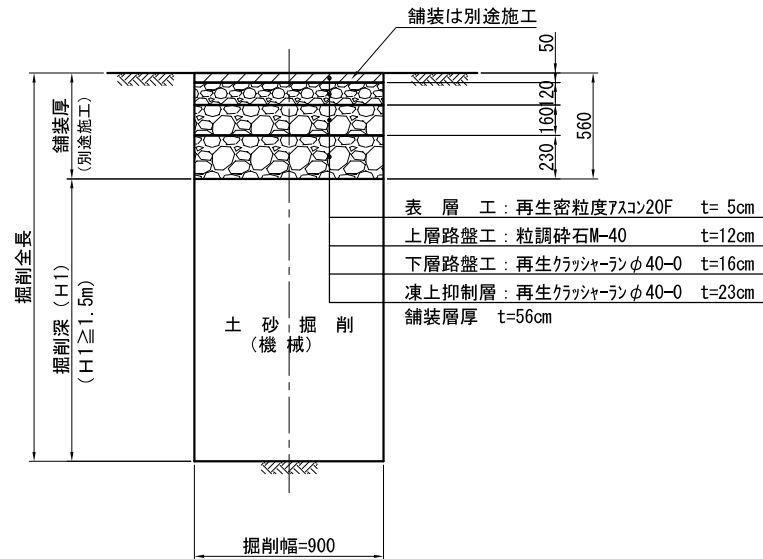 舗装は別途施工
50
120
160
230
560
舗装厚
(別途施工)
掘削全長
掘削深（H1）
(H1≧1.5m)
表　層　工：再生密粒度ｱｽｺﾝ20F　t= 5cm
上層路盤工：粒調砕石M-40　t=12cm
下層路盤工：再生ｸﾗｯｼｬｰﾗﾝφ40-0　t=16cm
凍上抑制層：再生ｸﾗｯｼｬｰﾗﾝφ40-0　t=23cm
舗装層厚　t=56cm
土　砂　掘　削
(機　械)
掘削幅=900